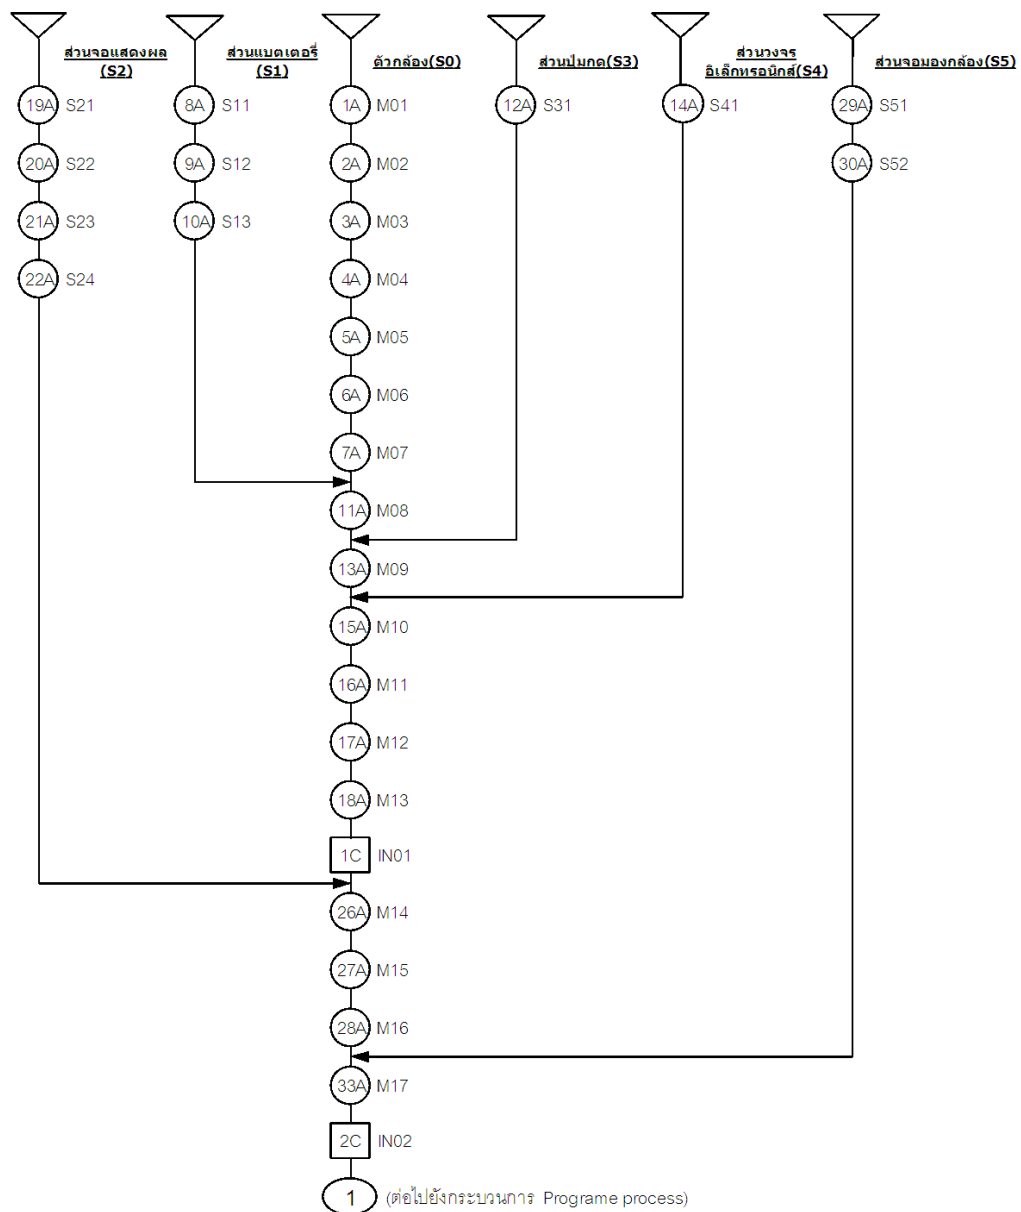 ส่วนจอแสดงผล
(S2)
ส่วนแบตเตอรี่
(S1)
ตัวกล้อง(S0)
ส่วนปุ่มกด(S3)
ส่วนวงจร
อิเล็กทรอนิกส์(S4)
ส่วนจอมองกล้อง(S5)
19A S21
8A S11
1A M01
12A S31
14A S41
29A S51
20A S22
9A S12
2A M02
30A S52
21A S23
10A S13
3A M03
22A S24
4A M04
5A M05
6A M06
7A M07
11A M08
13A M09
15A M10
16A M11
17A M12
18A M13
1C IN01
26A M14
27A M15
28A M16
33A M17
2C IN02
1 (ต่อไปยังกระบวนการ Programe process)